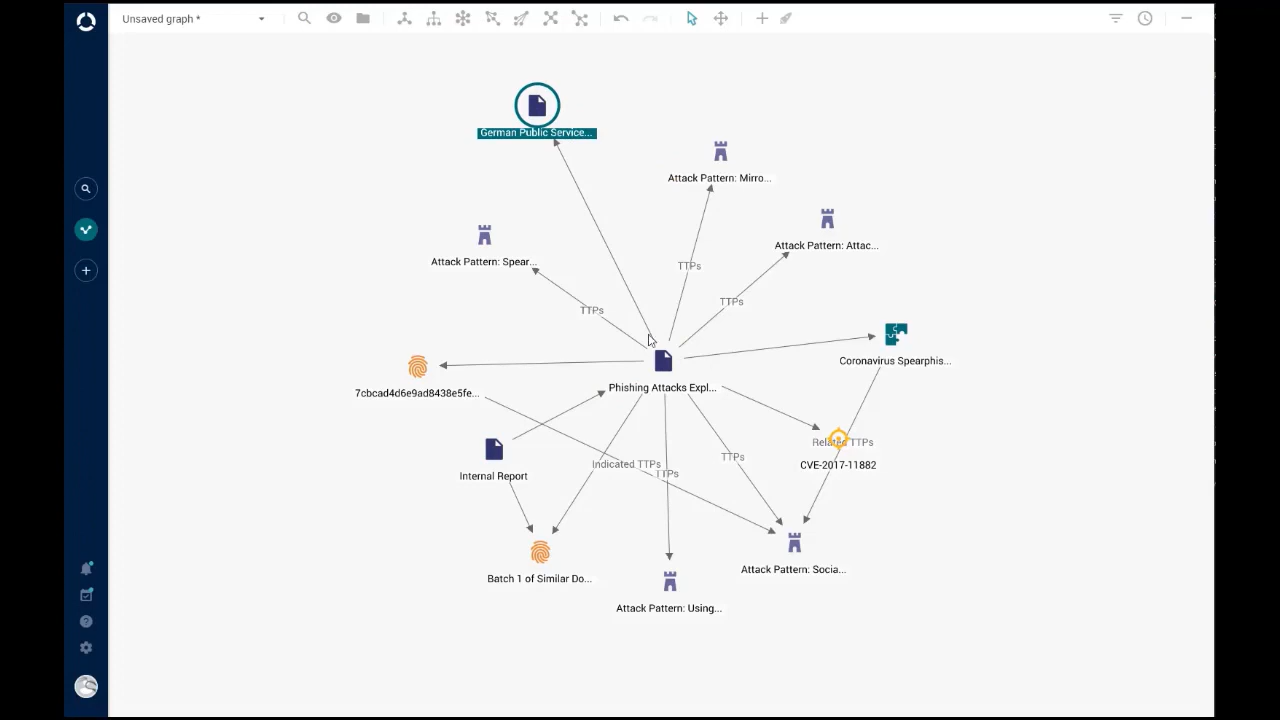 Unsaved graph *
German Public Service...
Attack Pattern: Mirro...
Attack Pattern: Attac...
Attack Pattern: Spear...
TTPs
TTPs
TTPs
Coronavirus Spearphis...
Phishing Attacks Expl...
7cbcad4d6e9ad8438e5fe...
Related TTPs
CVE-2017-11882
Internal Report
Indicated TTPs
TTPs
TTPs
Attack Pattern: Socia...
Batch 1 of Similar Do...
Attack Pattern: Using...